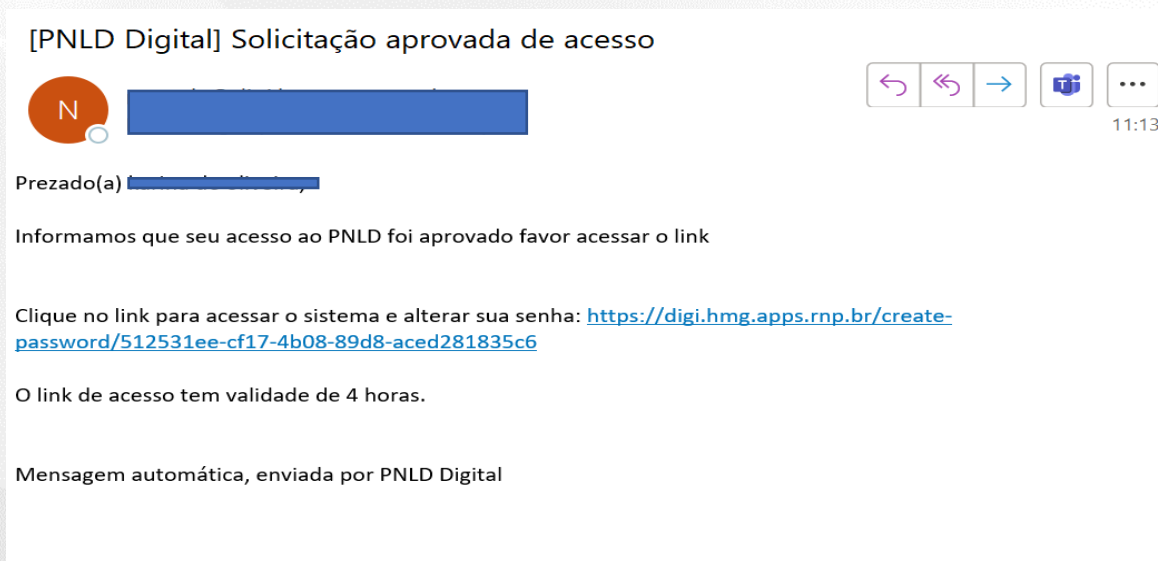 [PNLD Digital] Solicitação aprovada de acesso
N
11:13
Prezado(a)
Informamos que seu acesso ao PNLD foi aprovado favor acessar o link
Clique no link para acessar o sistema e alterar sua senha: https://digi.hmg.apps.rnp.br/create-
password/512531ee-cf17-4b08-89d8-aced281835c6
O link de acesso tem validade de 4 horas.
Mensagem automática, enviada por PNLD Digital